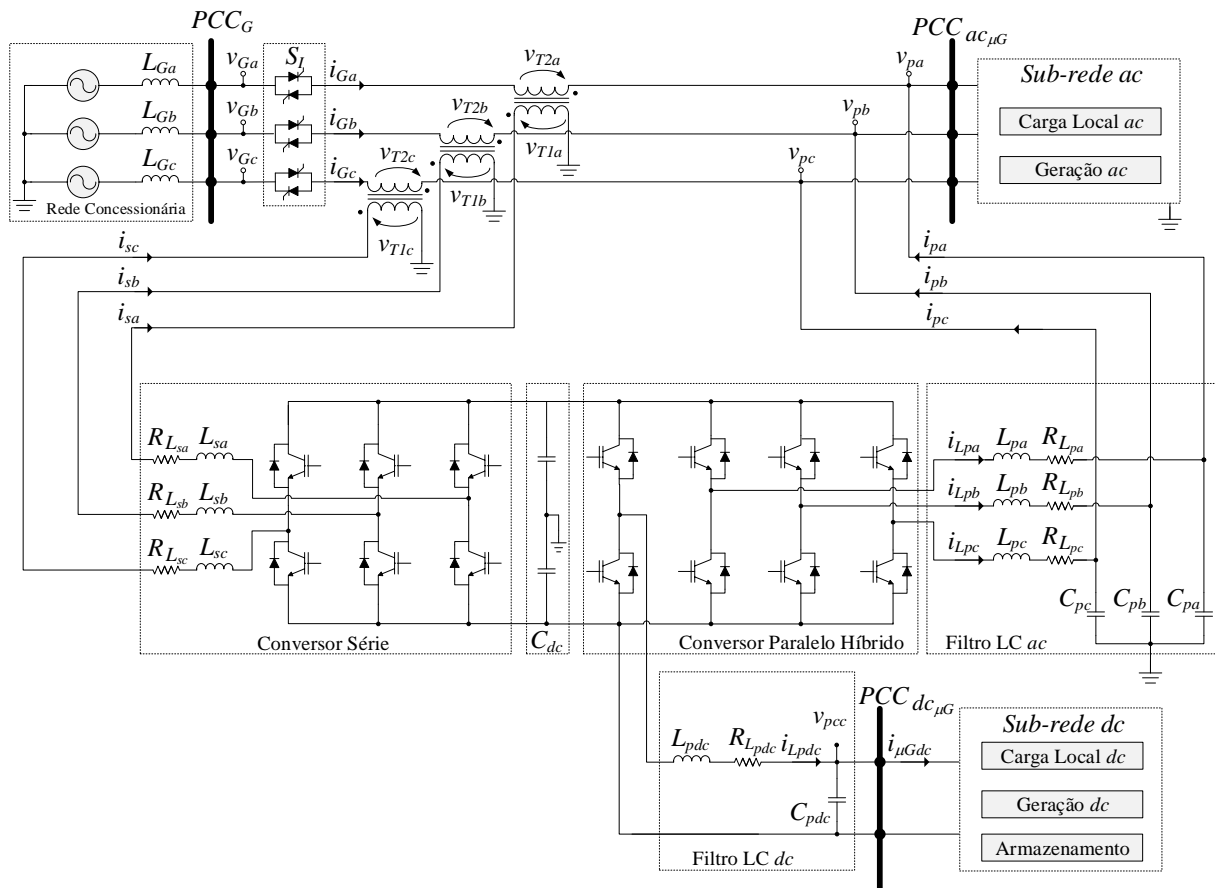 PCC_G
PCC_acμG
L_Ga
v_Ga
S_I
i_Ga
v_T2a
v_pa
Sub-rede ac
L_Gb
v_Gb
i_Gb
v_T2b
v_pb
Carga Local ac
L_Gc
v_Gc
i_Gc
v_T2c
v_T1a
v_pc
Geração ac
Rede Concessionária
v_T1b
v_T1c
i_sc
i_pa
i_sb
i_pb
i_sa
i_pc
R_Lsa
L_sa
i_Lpa
L_pa
R_Lpa
R_Lsb
L_sb
i_Lpb
L_pb
R_Lpb
R_Lsc
L_sc
i_Lpc
L_pc
R_Lpc
C_pc
C_pb
C_pa
Conversor Série
C_dc
Conversor Paralelo Híbrido
Filtro LC ac
PCC_dcμG
v_pcc
Sub-rede dc
L_pdc
R_Lpdc
i_Lpdc
i_μGdc
Carga Local dc
C_pdc
Geração dc
Armazenamento
Filtro LC dc